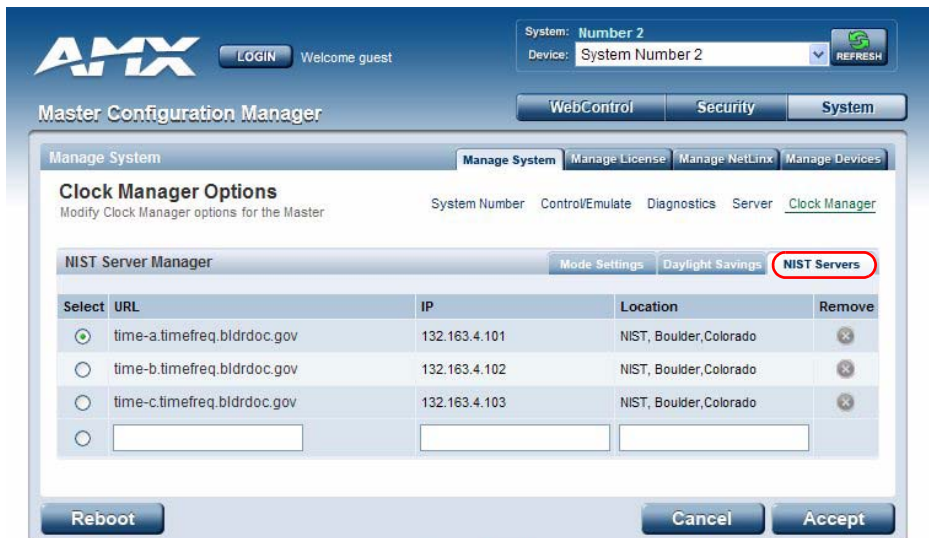 AMX
LOGIN Welcome guest
System: Number 2
Device: System Number 2
REFRESH
Master Configuration Manager
WebControl Security System
Manage System
Manage System Manage License Manage NetLinx Manage Devices
Clock Manager Options
Modify Clock Manager options for the Master
System Number Control/Emulate Diagnostics Server Clock Manager
NIST Server Manager
Mode Settings Daylight Savings NIST Servers
Select URL IP Location Remove
time-a.timefreq.bldrdoc.gov 132.163.4.101 NIST, Boulder,Colorado
time-b.timefreq.bldrdoc.gov 132.163.4.102 NIST, Boulder,Colorado
time-c.timefreq.bldrdoc.gov 132.163.4.103 NIST, Boulder,Colorado
Reboot Cancel Accept